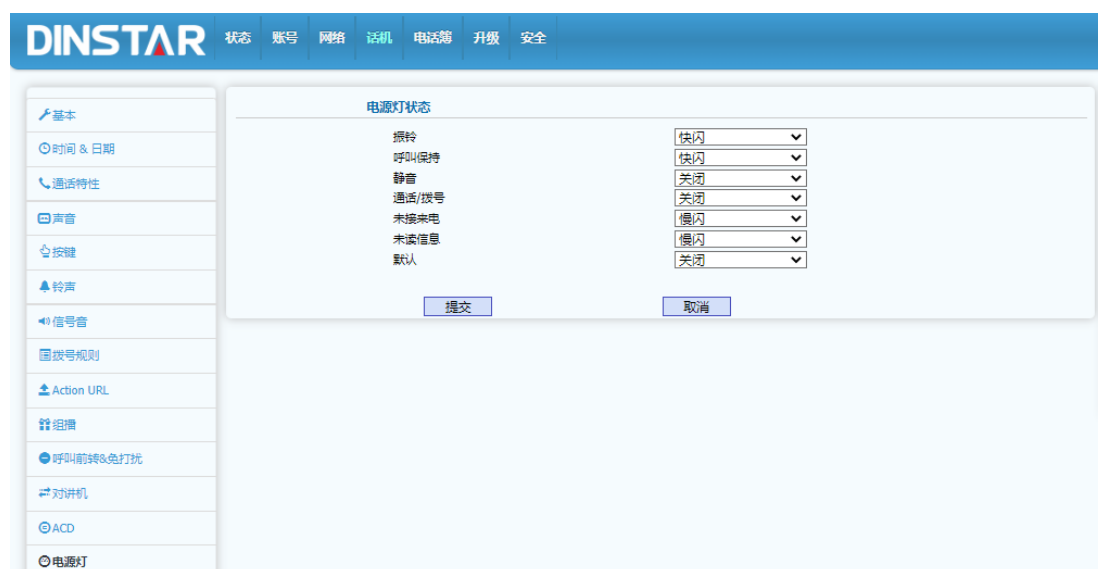 DINSTAR 状态 账号 网络 话机 电话簿 升级 安全
基本
时间 & 日期
通话特性
声音
按键
铃声
信号音
拨号规则
Action URL
组播
呼叫前转&免打扰
对讲机
ACD
电源灯
电源灯状态
振铃 快闪
呼叫保持 快闪
静音 关闭
通话/拨号 关闭
未接来电 慢闪
未读信息 慢闪
默认 关闭
提交 取消